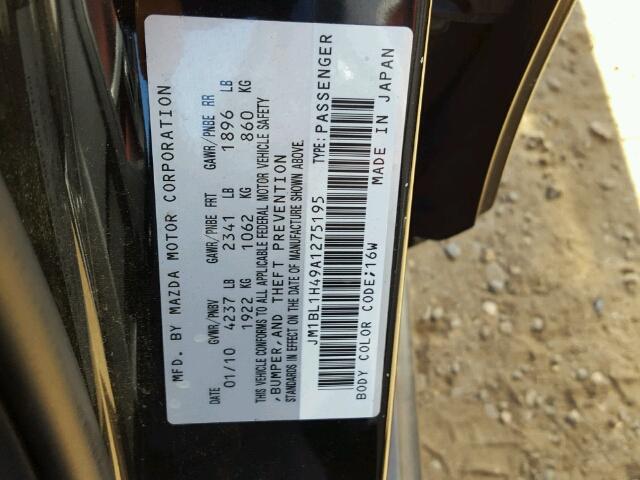 MFD. BY MAZDA MOTOR CORPORATION
DATE GVWR/PNBV GAWR/PNBE FRT GAWR/PNBE RR
01/10 4237 LB 2341 LB 1896 LB
1922 KG 1062 KG 860 KG
THIS VEHICLE CONFORMS TO ALL APPLICABLE FEDERAL MOTOR VEHICLE SAFETY
,BUMPER,AND THEFT PREVENTION
STANDARDS IN EFFECT ON THE DATE OF MANUFACTURE SHOWN ABOVE.
JM1BL1H49A1275195 TYPE:PASSENGER
BODY COLOR CODE;16W MADE IN JAPAN